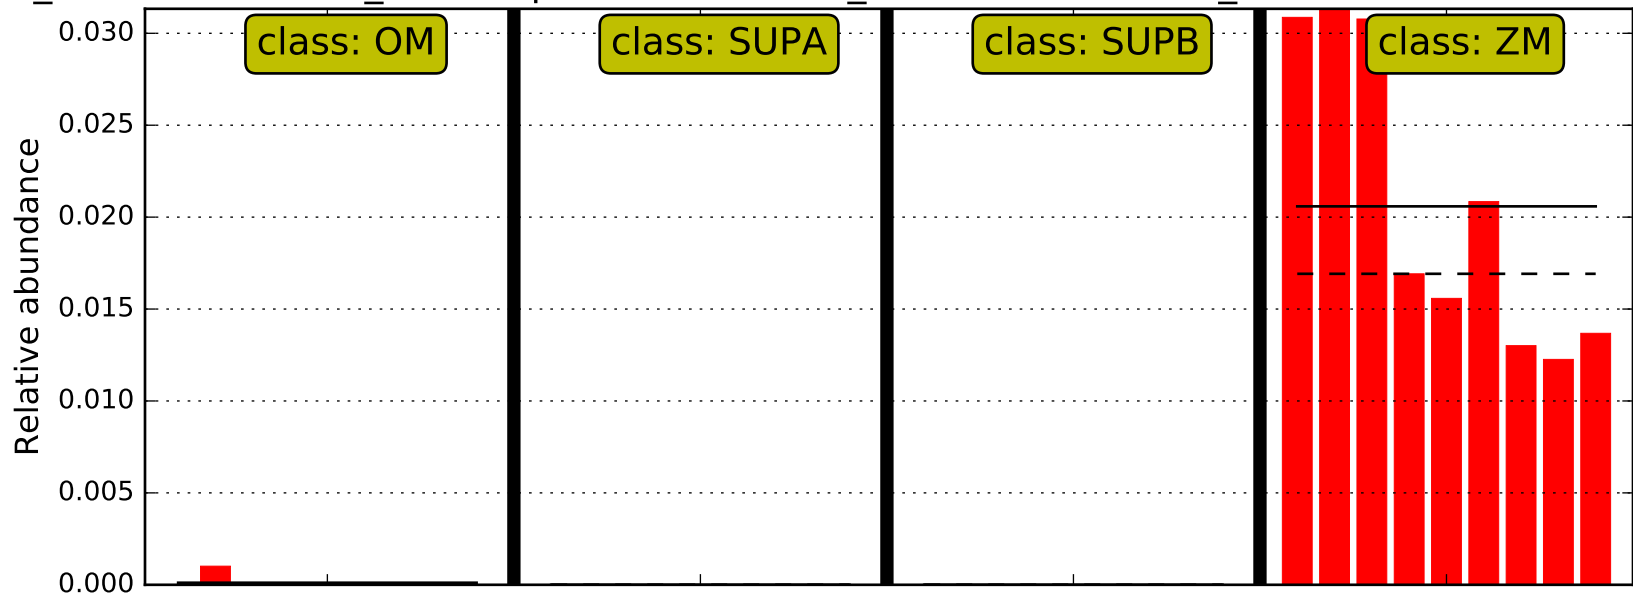 0.030
0.025
0.020
0.015
0.010
0.005
0.000
Relative abundance
class: OM
class: SUPA
class: SUPB
class: ZM